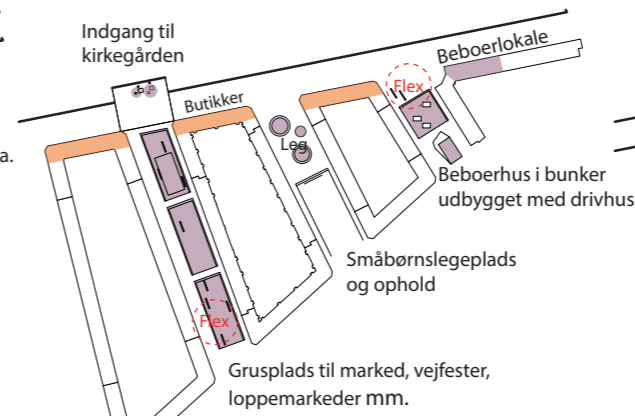 Indgang til
kirkegården
Beboerlokale
Flex
Butikker
Leg
a.
Beboerhus i bunker
udbygget med drivhus
Småbørnslegeplads
og ophold
Flex
Grusplads til marked, vejfester,
loppemarkeder mm.